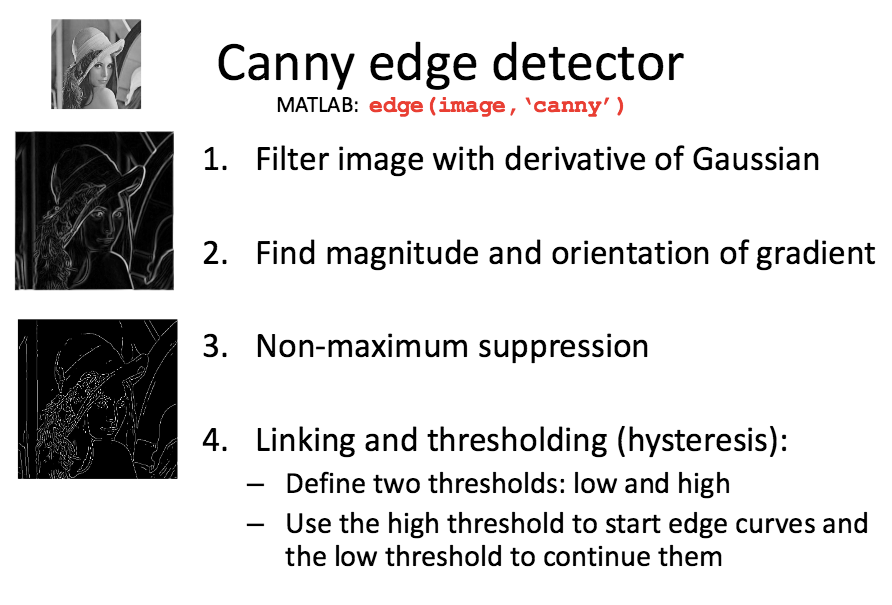 Canny edge detector
MATLAB: edge(image,‘canny’)
1. Filter image with derivative of Gaussian
2. Find magnitude and orientation of gradient
3. Non-maximum suppression
4. Linking and thresholding (hysteresis):
– Define two thresholds: low and high
– Use the high threshold to start edge curves and
the low threshold to continue them